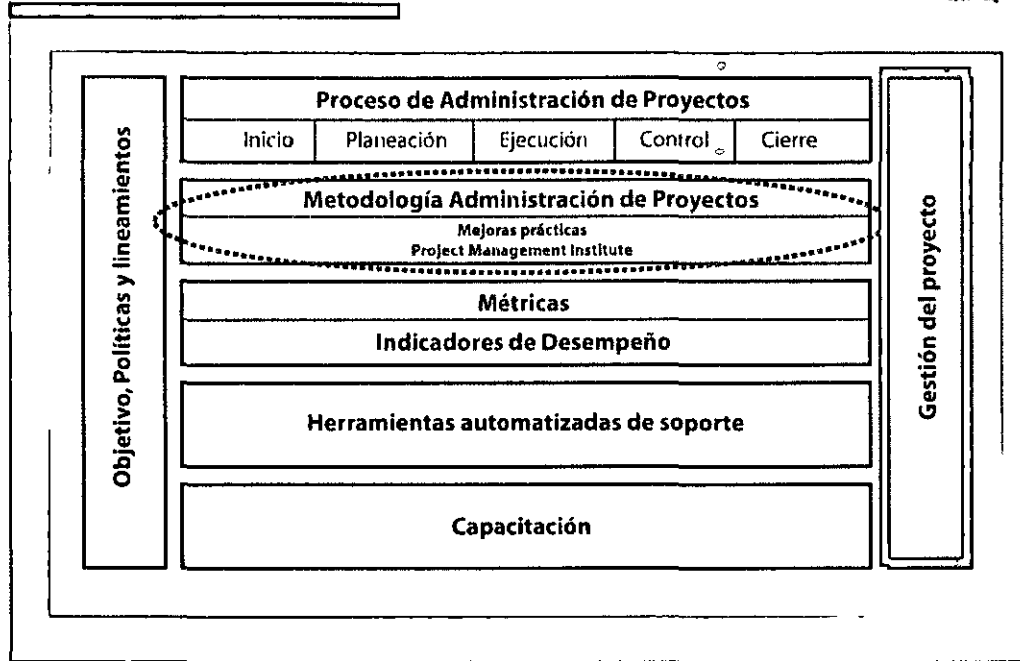 Objetivo, Políticas y lineamientos
Proceso de Administración de Proyectos
Inicio Planeación Ejecución Control Cierre
Metodología Administración de Proyectos
Mejoras prácticas
Project Management Institute
Métricas
Indicadores de Desempeño
Herramientas automatizadas de soporte
Capacitación
Gestión del proyecto